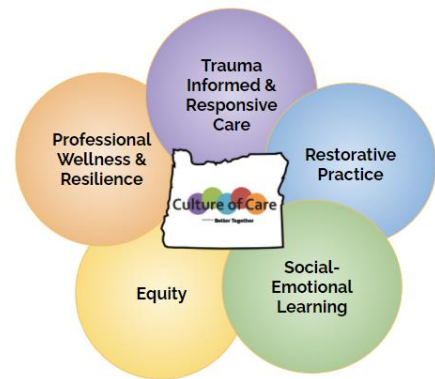 Trauma
Informed &
Responsive
Care
Professional
Wellness &
Resilience
Restorative
Practice
Culture of Care
Better Together
Equity
Social-
Emotional
Learning